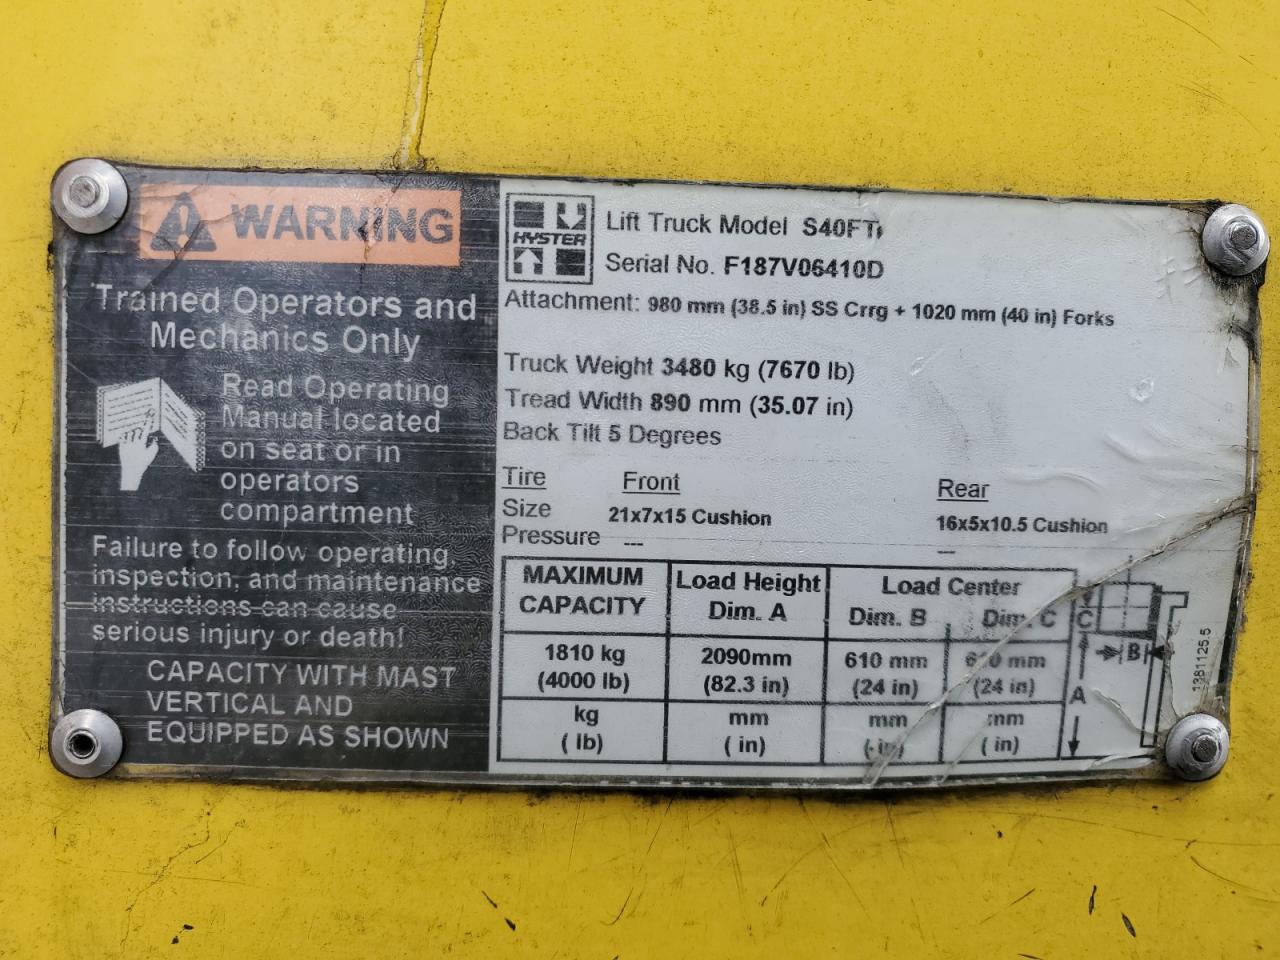 WARNING
Trained Operators and
Mechanics Only
Read Operating
Manual located
on seat or in
operators
compartment
Failure to follow operating,
inspection, and maintenance
instructions can cause
serious injury or death!
CAPACITY WITH MAST
VERTICAL AND
EQUIPPED AS SHOWN
HYSTER
Lift Truck Model S40FT
Serial No. F187V06410D
Attachment: 980 mm (38.5 in) SS Crrg + 1020 mm (40 in) Forks
Truck Weight 3480 kg (7670 lb)
Tread Width 890 mm (35.07 in)
Back Tilt 5 Degrees
Tire Front Rear
Size 21x7x15 Cushion 16x5x10.5 Cushion
Pressure --- ---
MAXIMUM CAPACITY Load Height Dim. A Load Center Dim. B Dim. C
1810 kg (4000 lb) 2090mm (82.3 in) 610 mm (24 in) 610 mm (24 in)
kg ( lb) mm ( in) mm ( in) mm ( in)
C
B
A
1381125.5